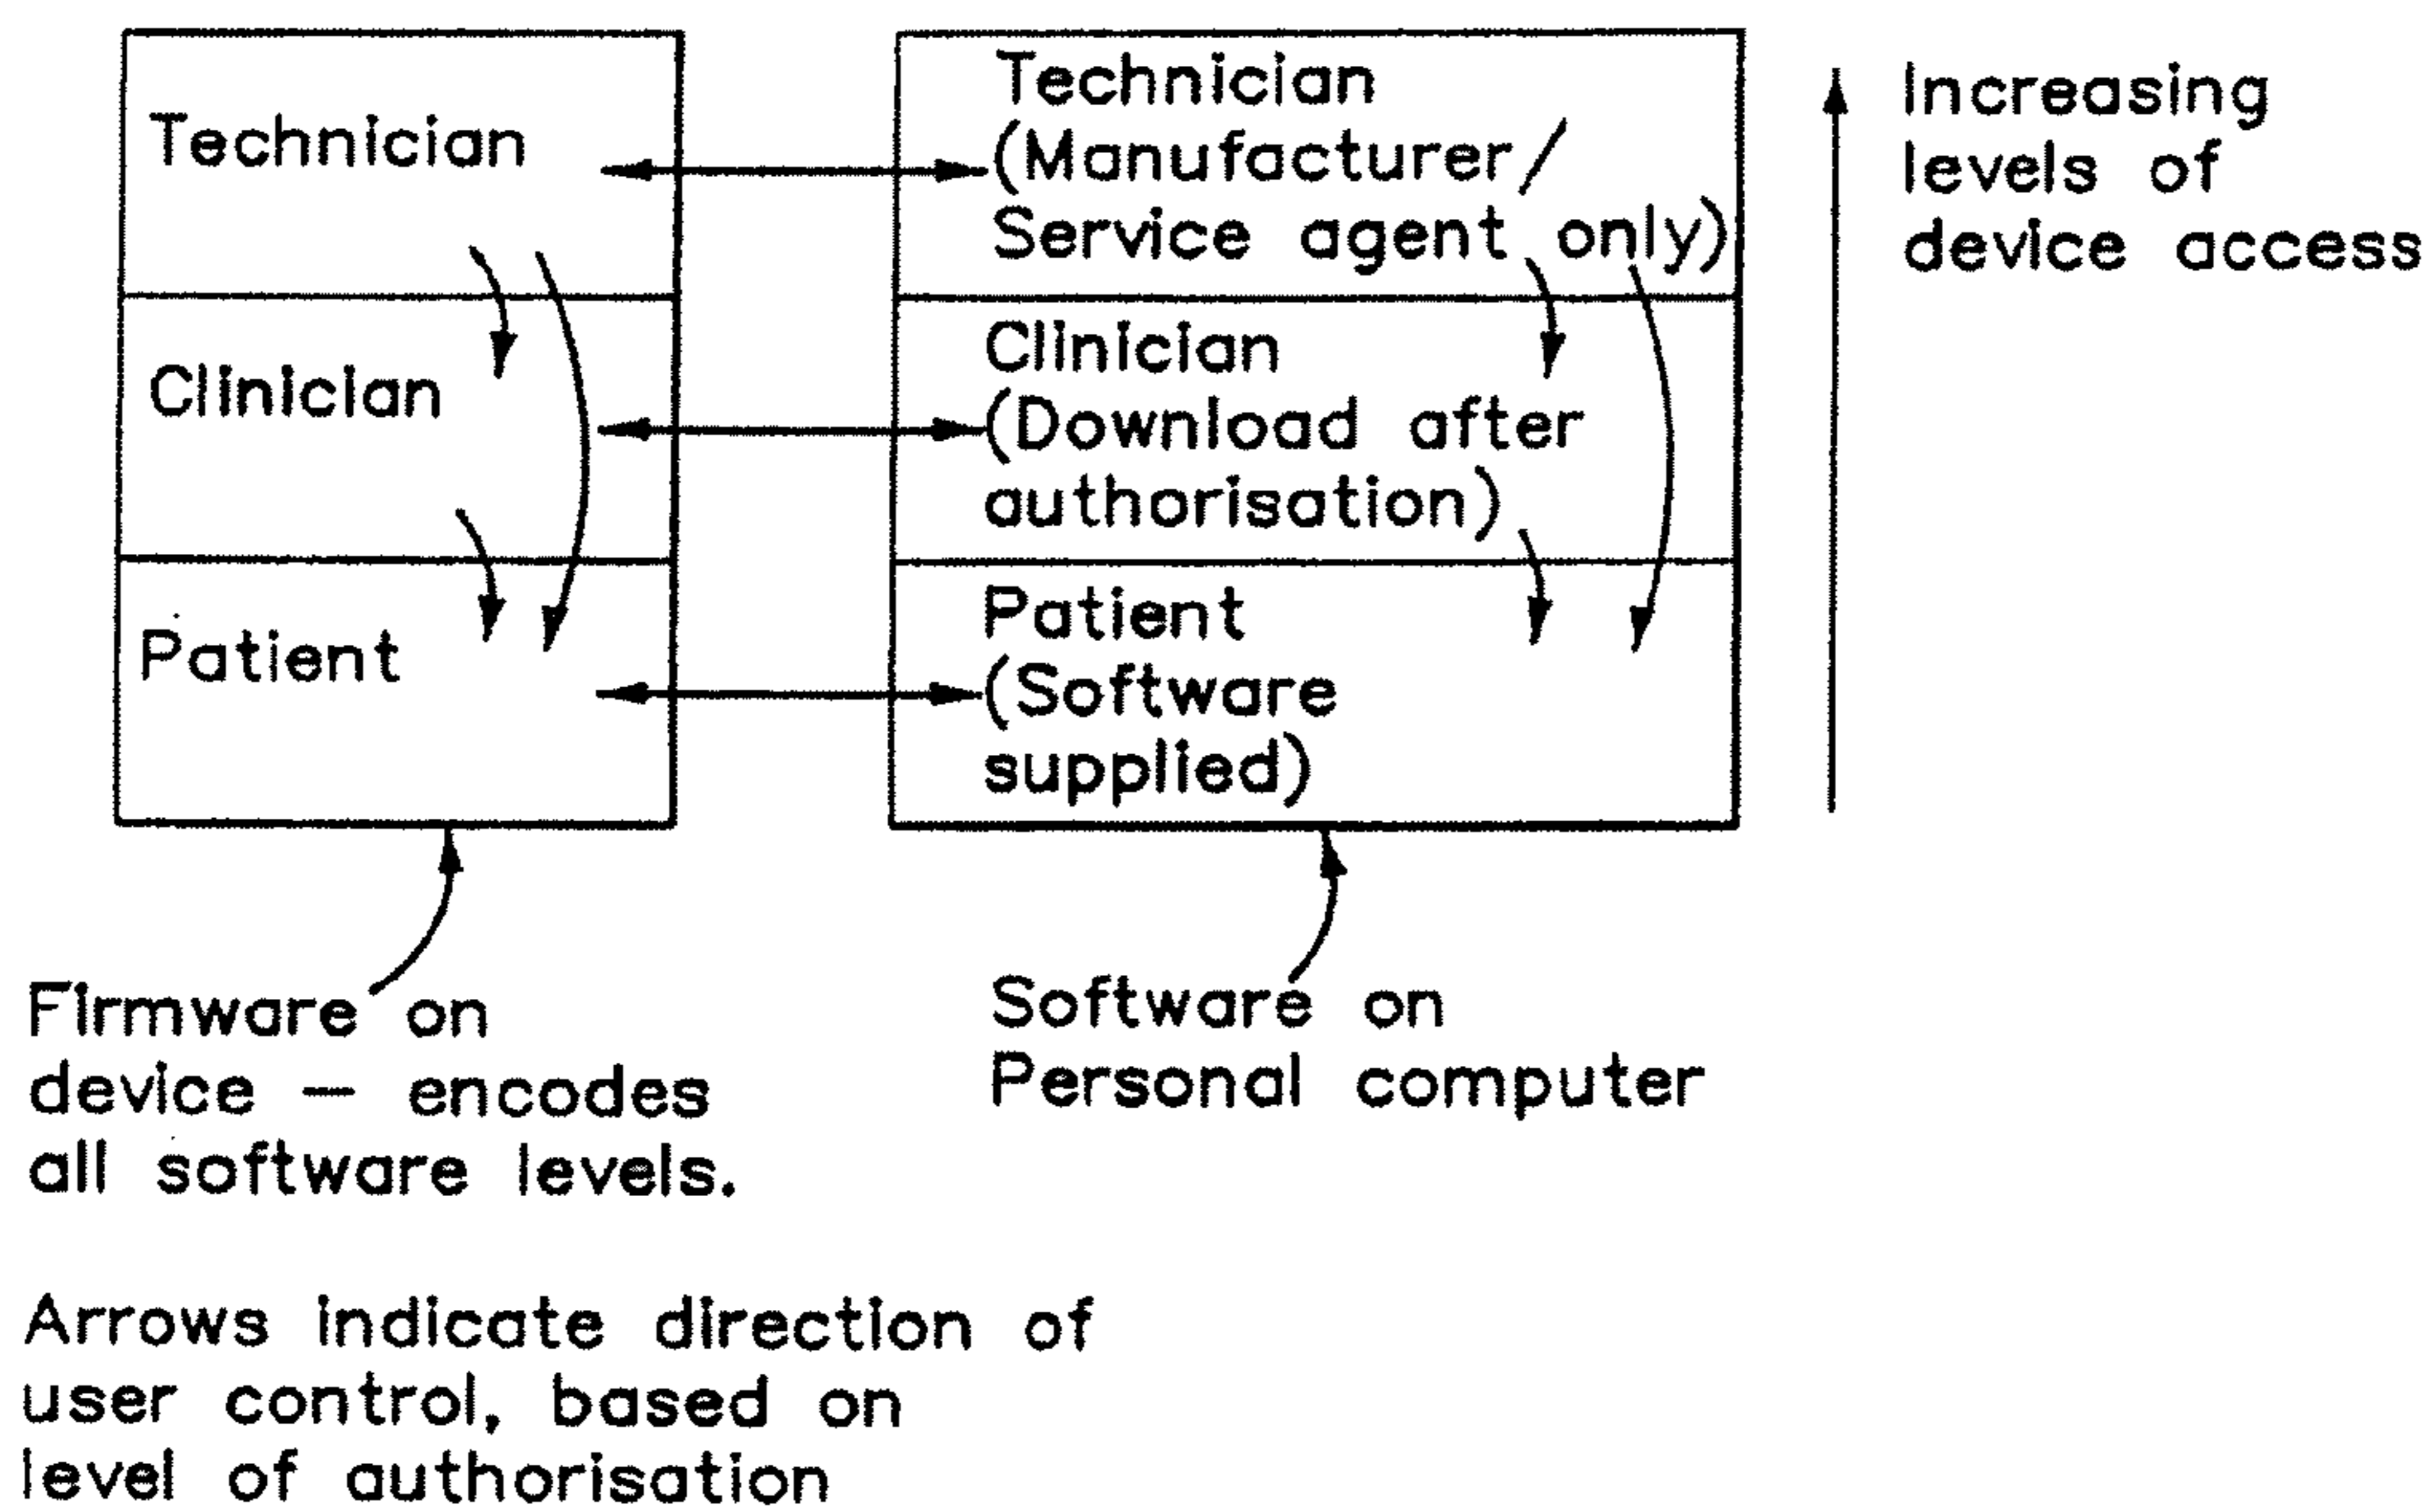 Technician
Clinician
Patient
Technician
(Manufacturer/
Service agent only)
Clinician
(Download after
authorisation)
Patient
(Software
supplied)
Increasing
levels of
device access
Firmware on
device – encodes
all software levels.
Software on
Personal computer
Arrows indicate direction of
user control, based on
level of authorisation